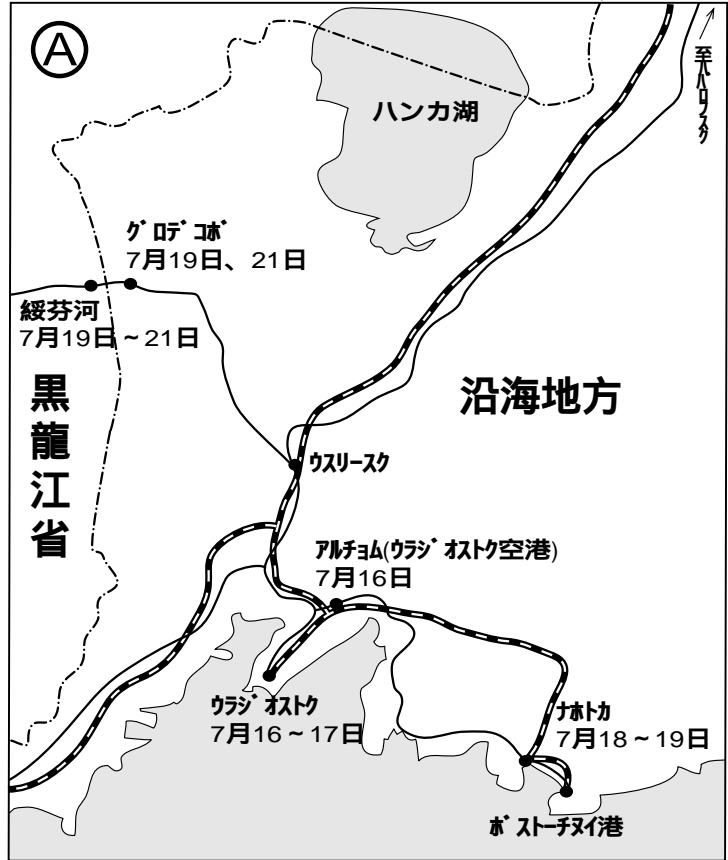 Ⓐ
至ハバロフスク
ハンカ湖
グロデコボ
7月19日、21日
綏芬河
7月19日~21日
黒龍江省
沿海地方
ウスリースク
アルチョム(ウラジオストク空港)
7月16日
ウラジオストク
7月16~17日
ナホトカ
7月18~19日
ボストーチヌイ港